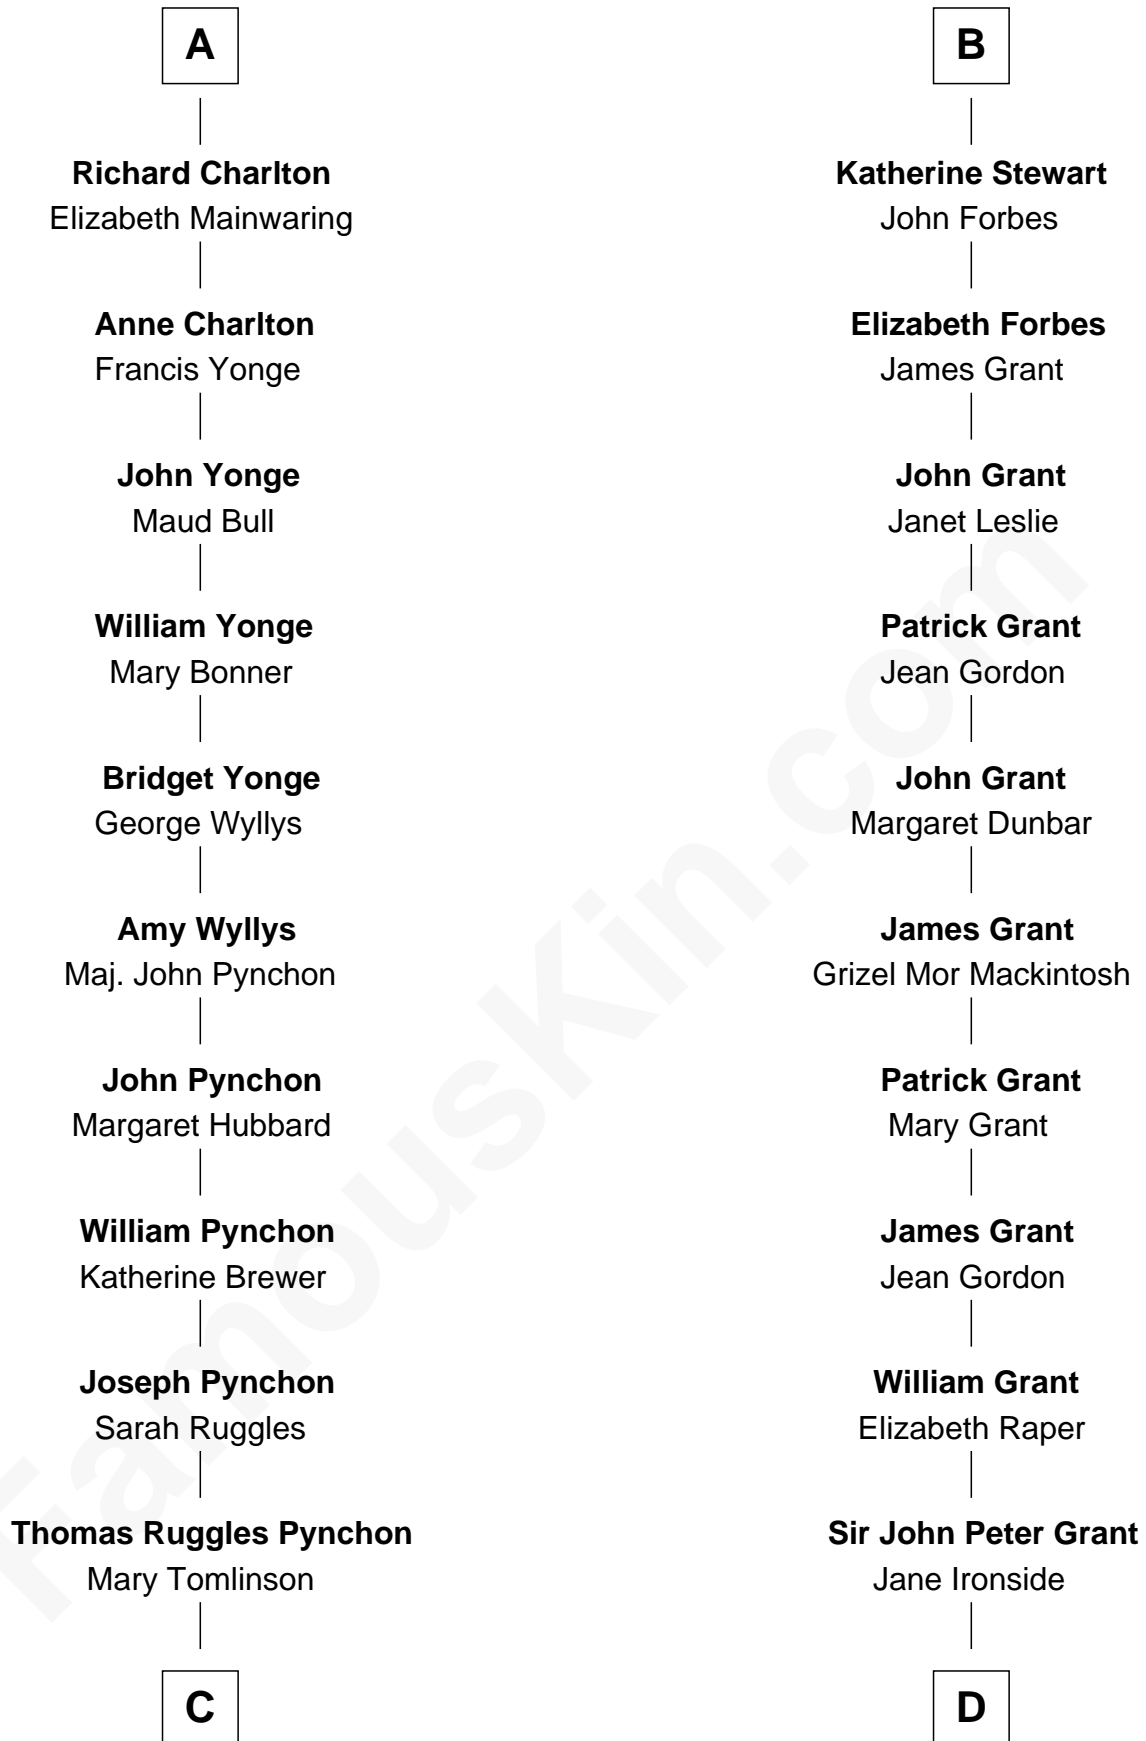 A
Richard Charlton
Elizabeth Mainwaring
Anne Charlton
Francis Yonge
John Yonge
Maud Bull
William Yonge
Mary Bonner
Bridget Yonge
George Wyllys
Amy Wyllys
Maj. John Pynchon
John Pynchon
Margaret Hubbard
William Pynchon
Katherine Brewer
Joseph Pynchon
Sarah Ruggles
Thomas Ruggles Pynchon
Mary Tomlinson
C
B
Katherine Stewart
John Forbes
Elizabeth Forbes
James Grant
John Grant
Janet Leslie
Patrick Grant
Jean Gordon
John Grant
Margaret Dunbar
James Grant
Grizel Mor Mackintosh
Patrick Grant
Mary Grant
James Grant
Jean Gordon
William Grant
Elizabeth Raper
Sir John Peter Grant
Jane Ironside
D
FamousKin.com